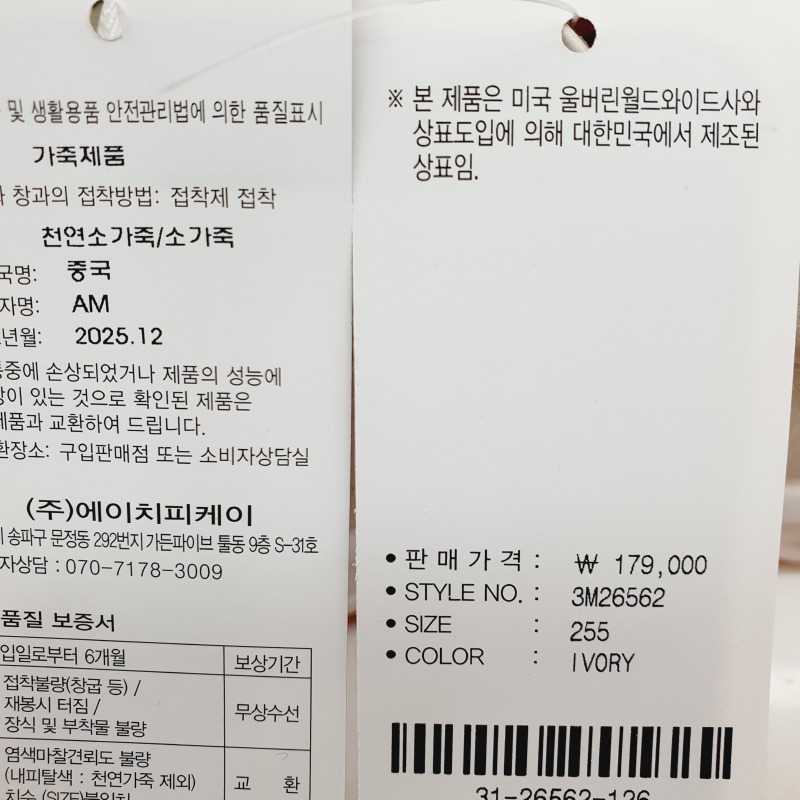 및 생활용품 안전관리법에 의한 품질표시
가죽제품
창과의 접착방법: 접착제 접착
천연소가죽/소가죽
국명: 중국
자명: AM
년월: 2025.12
통중에 손상되었거나 제품의 성능에
있는 것으로 확인된 제품은
제품과 교환하여 드립니다.
환장소: 구입판매점 또는 소비자상담실
(주)에이치피케이
송파구 문정동 292번지 가든파이브 툴동 9층 S-31호
자상담 : 070-7178-3009
품질 보증서
입일로부터 6개월 보상기간
접착불량(창굽 등) /
재봉시 터짐 /
장식 및 부착물 불량
무상수선
염색마찰견뢰도 불량
(내피탈색 : 천연가죽 제외)
치수 (SIZE)불일치
교 환
※ 본 제품은 미국 울버린월드와이드사와
상표도입에 의해 대한민국에서 제조된
상표임.
• 판 매 가 격 : ₩ 179,000
• STYLE NO. : 3M26562
• SIZE : 255
• COLOR : IVORY
31-26562-126